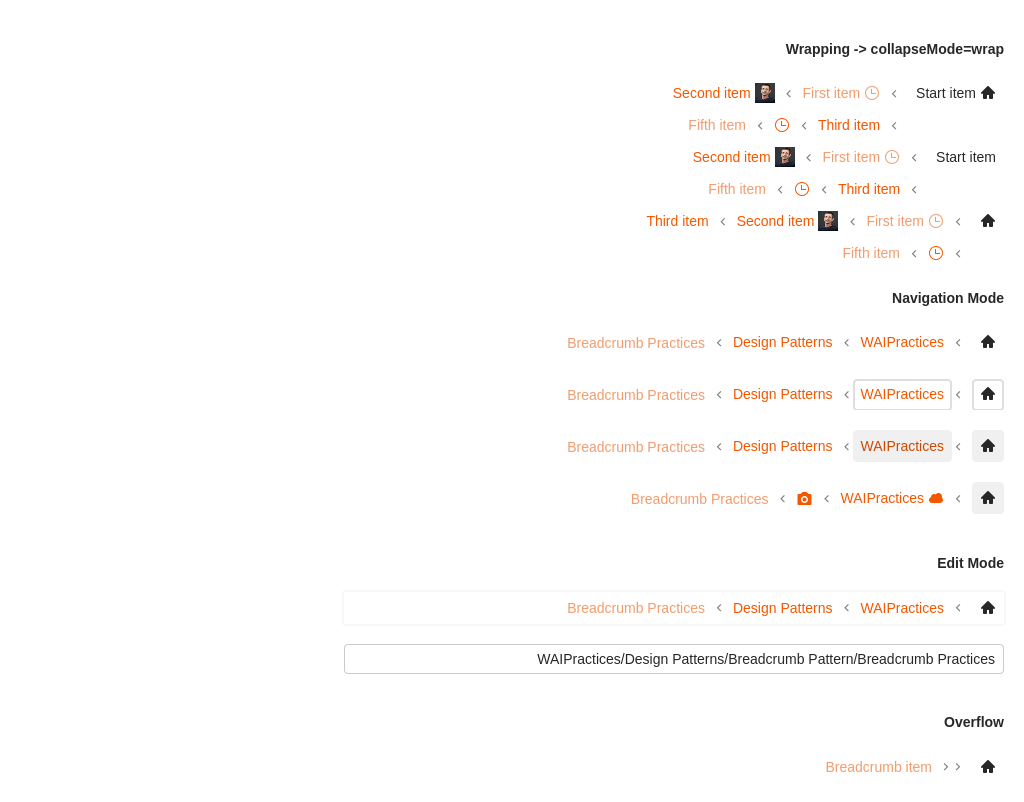 Wrapping -> collapseMode=wrap
Second item First item Start item
Fifth item Third item
Second item First item Start item
Fifth item Third item
Third item Second item First item
Fifth item
Navigation Mode
Breadcrumb Practices Design Patterns WAIPractices
Breadcrumb Practices Design Patterns WAIPractices
Breadcrumb Practices Design Patterns WAIPractices
Breadcrumb Practices WAIPractices
Edit Mode
Breadcrumb Practices Design Patterns WAIPractices
WAIPractices/Design Patterns/Breadcrumb Pattern/Breadcrumb Practices
Overflow
Breadcrumb item